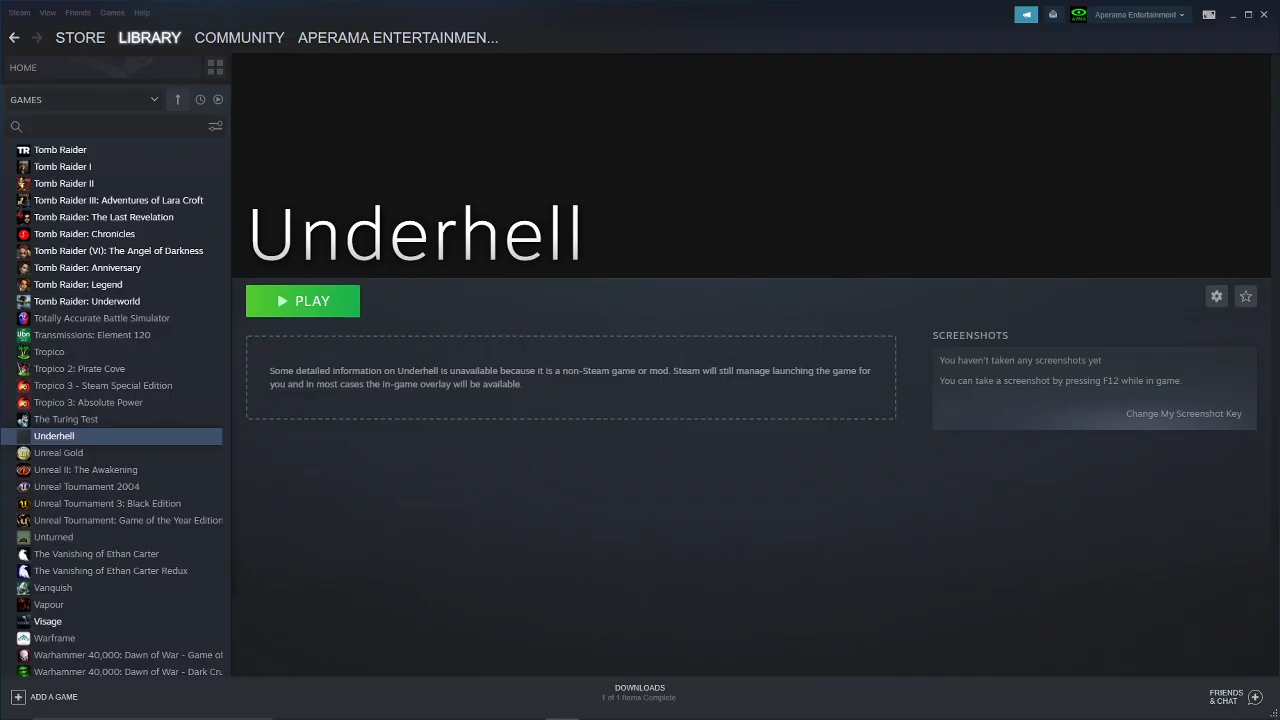 Steam View Friends Games Help
Aperama Entertainment
STORE LIBRARY COMMUNITY APERAMA ENTERTAINMEN...
HOME
GAMES
Tomb Raider
Tomb Raider I
Tomb Raider II
Tomb Raider III: Adventures of Lara Croft
Tomb Raider: The Last Revelation
Tomb Raider: Chronicles
Tomb Raider (VI): The Angel of Darkness
Tomb Raider: Anniversary
Tomb Raider: Legend
Tomb Raider: Underworld
Totally Accurate Battle Simulator
Transmissions: Element 120
Tropico
Tropico 2: Pirate Cove
Tropico 3 - Steam Special Edition
Tropico 3: Absolute Power
The Turing Test
Underhell
Unreal Gold
Unreal II: The Awakening
Unreal Tournament 2004
Unreal Tournament 3: Black Edition
Unreal Tournament: Game of the Year Edition
Unturned
The Vanishing of Ethan Carter
The Vanishing of Ethan Carter Redux
Vanquish
Vapour
Visage
Warframe
Warhammer 40,000: Dawn of War - Game of
Warhammer 40,000: Dawn of War - Dark Cru
ADD A GAME
Underhell
PLAY
Some detailed information on Underhell is unavailable because it is a non-Steam game or mod. Steam will still manage launching the game for
you and in most cases the in-game overlay will be available.
SCREENSHOTS
You haven't taken any screenshots yet
You can take a screenshot by pressing F12 while in game.
Change My Screenshot Key
DOWNLOADS
1 of 1 Items Complete
FRIENDS
& CHAT